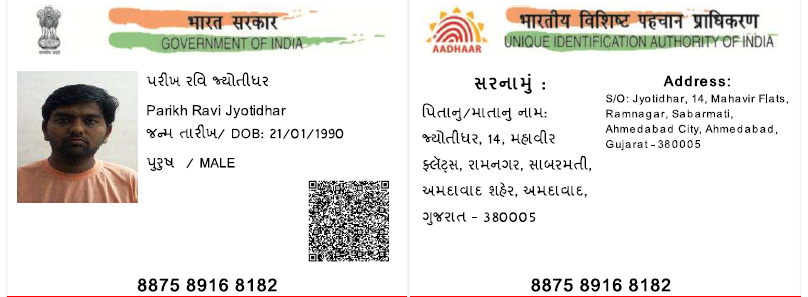 भारत सरकार
GOVERNMENT OF INDIA
પરીખ રવિ જ્યોતીધર
Parikh Ravi Jyotidhar
જન્મ તારીખ/ DOB: 21/01/1990
પુરુષ / MALE
8875 8916 8182
भारतीय विशिष्ट पहचान प्राधिकरण
UNIQUE IDENTIFICATION AUTHORITY OF INDIA
AADHAAR
સરનામું :
પિતાનુ/માતાનુ નામ:
જ્યોતીધર, 14, મહાવીર
ફ્લૅટ્સ, રામનગર, સાબરમતી,
અમદાવાદ શહેર, અમદાવાદ,
ગુજરાત - 380005
Address:
S/O: Jyotidhar, 14, Mahavir Flats,
Ramnagar, Sabarmati,
Ahmedabad City, Ahmedabad,
Gujarat - 380005
8875 8916 8182